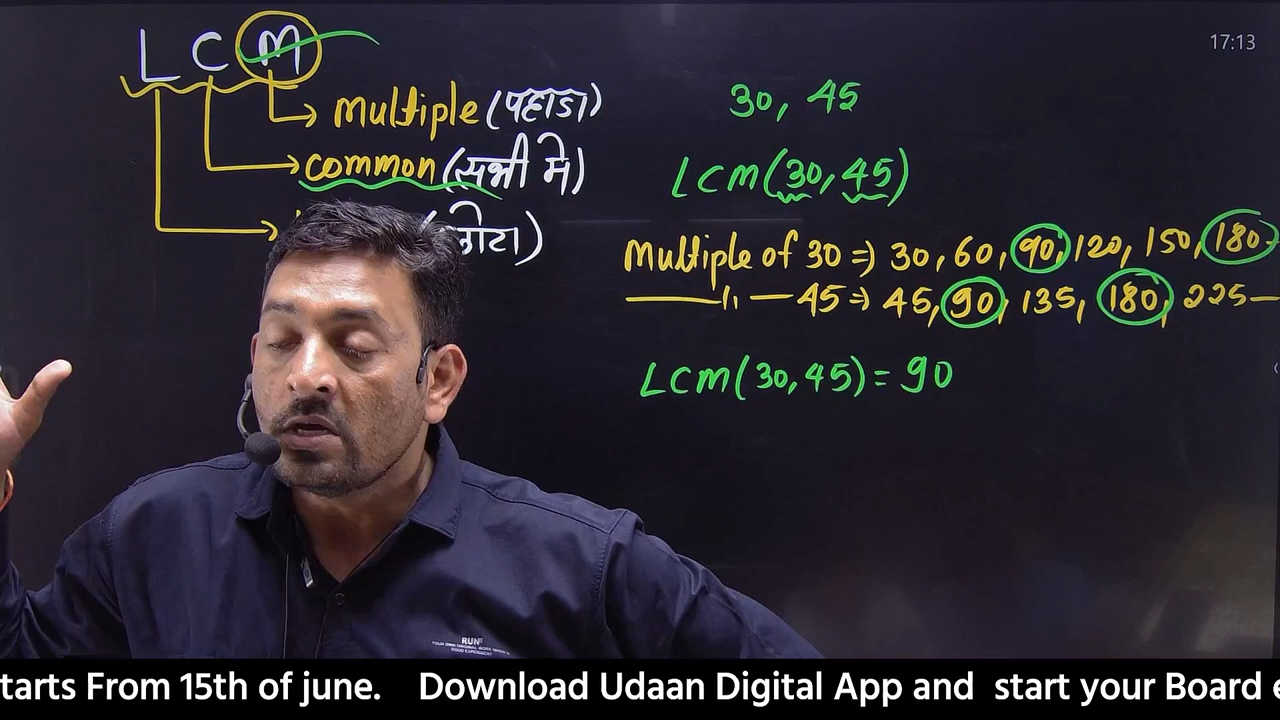 L C M
17:13
multiple (पहाडा)
common (सभी मे)
30, 45
LCM(30, 45)
Multiple of 30 => 30, 60, 90, 120, 150, 180
—— 11 — 45 => 45, 90, 135, 180, 225—
LCM(30, 45) = 90
RUN
tarts From 15th of june. Download Udaan Digital App and start your Board e